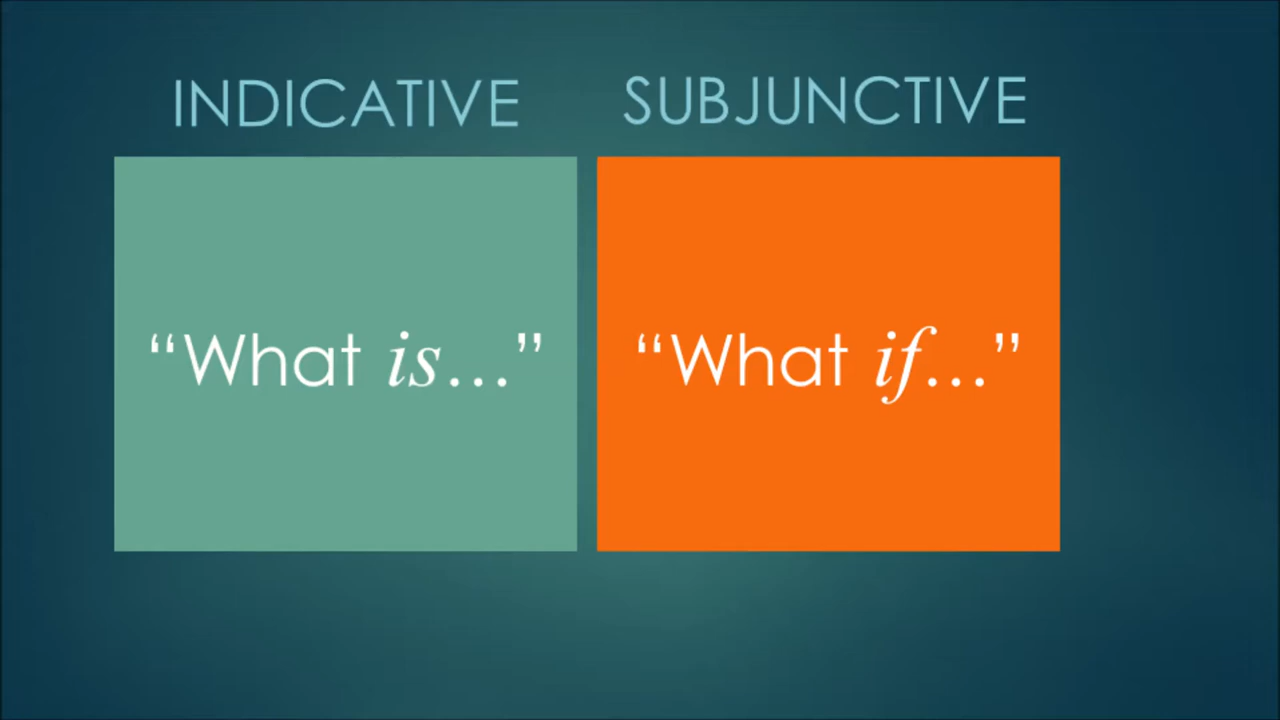 INDICATIVE
SUBJUNCTIVE
“What is...”
“What if...”